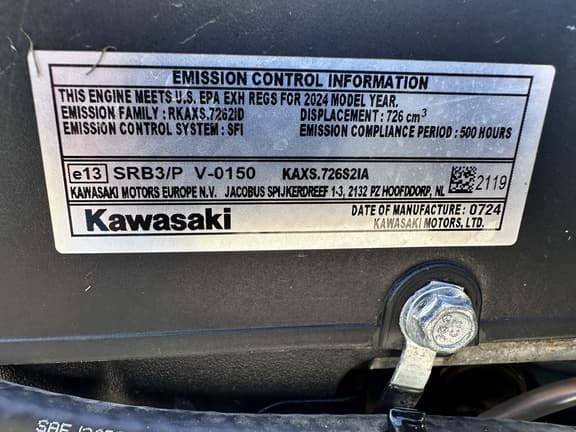 EMISSION CONTROL INFORMATION
THIS ENGINE MEETS U.S. EPA EXH REGS FOR 2024 MODEL YEAR.
EMISSION FAMILY : RKAXS.7262ID DISPLACEMENT : 726 cm³
EMISSION CONTROL SYSTEM : SFI EMISSION COMPLIANCE PERIOD : 500 HOURS
e13 SRB3/P V-0150 KAXS.726S2IA 2119
KAWASAKI MOTORS EUROPE N.V. JACOBUS SPIJKERDREEF 1-3, 2132 PZ HOOFDDORP, NL
Kawasaki DATE OF MANUFACTURE : 0724
KAWASAKI MOTORS, LTD.
SAE